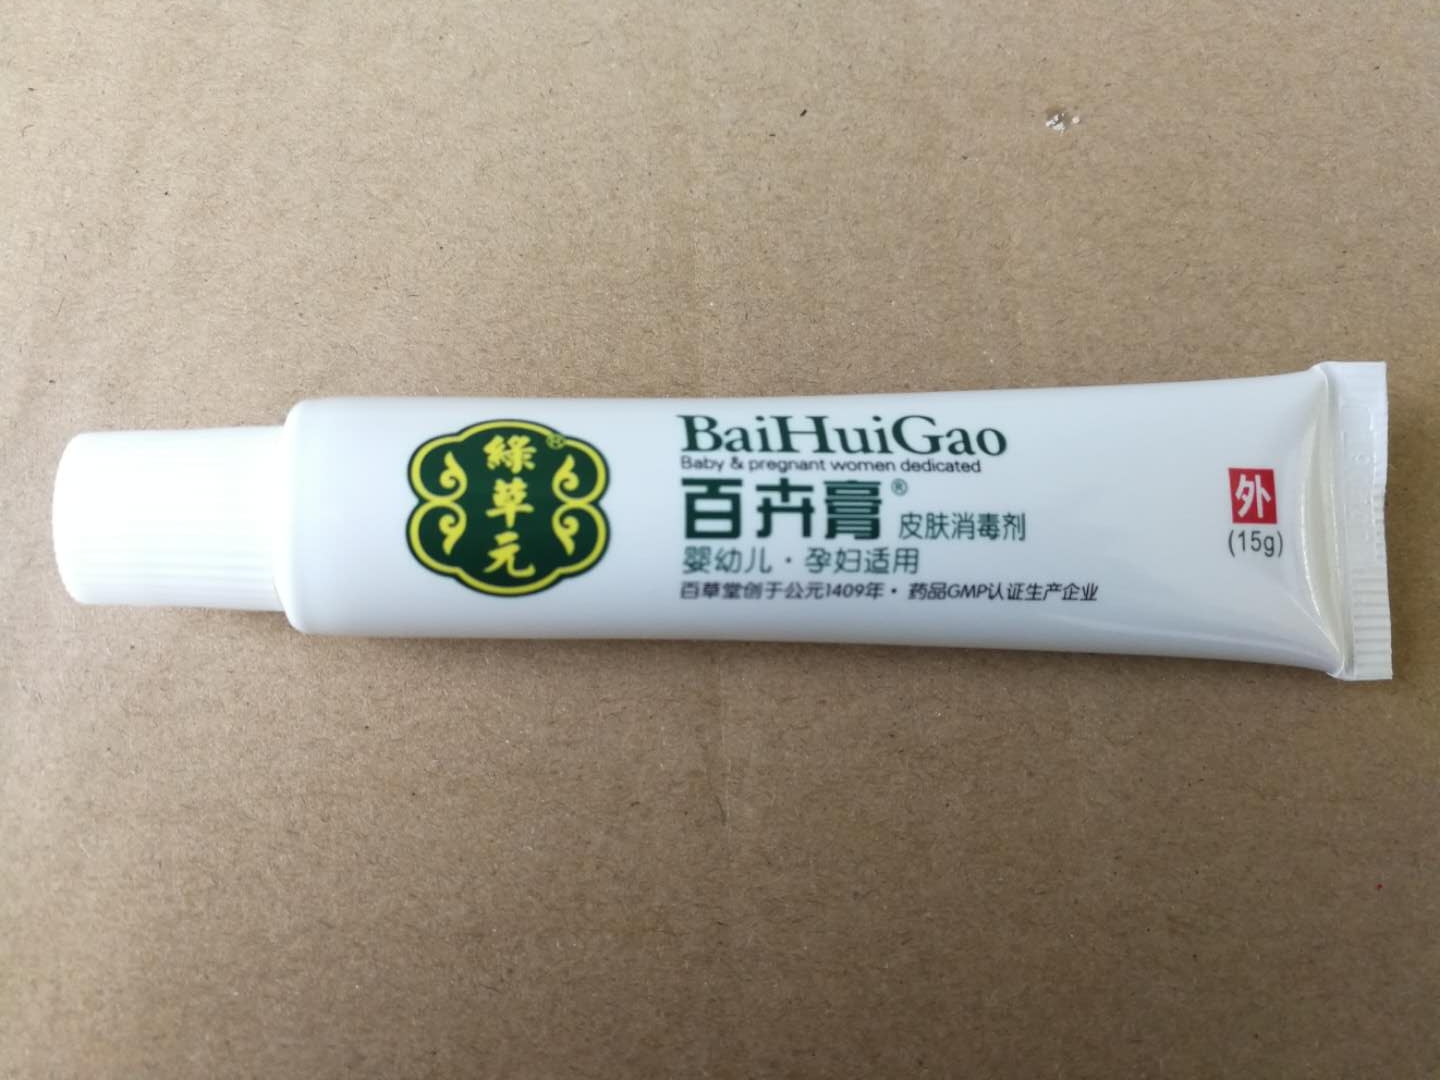 綠草元®
BaiHuiGao
Baby & pregnant women dedicated
百卉膏®
皮肤消毒剂
婴幼儿·孕妇适用
百草堂创于公元1409年·药品GMP认证生产企业
外
(15g)